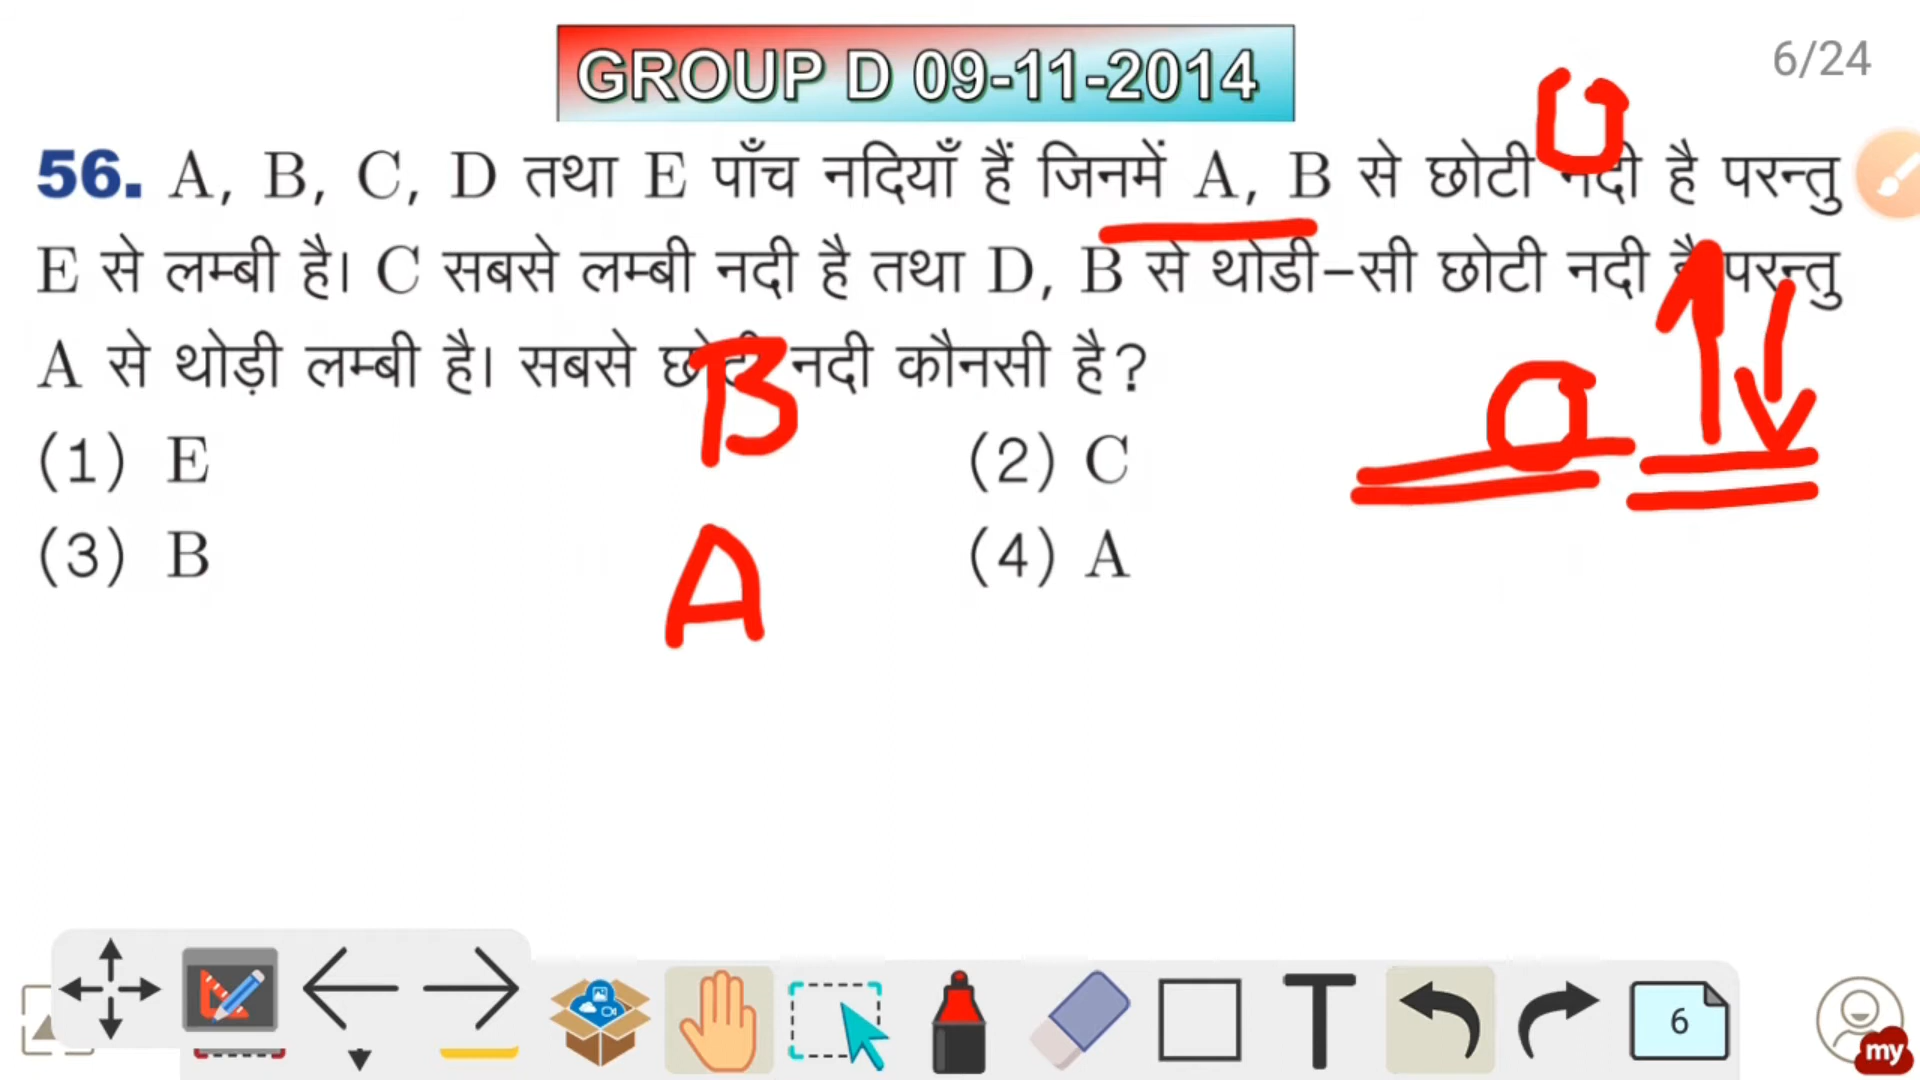 GROUP D 09-11-2014
6/24
56. A, B, C, D तथा E पाँच नदियाँ हैं जिनमें A, B से छोटी नदी है परन्तु
E से लम्बी है। C सबसे लम्बी नदी है तथा D, B से थोडी-सी छोटी नदी है परन्तु
A से थोड़ी लम्बी है। सबसे छोटी नदी कौनसी है?
B
(1) E (2) C
(3) B (4) A
A
T
6
my